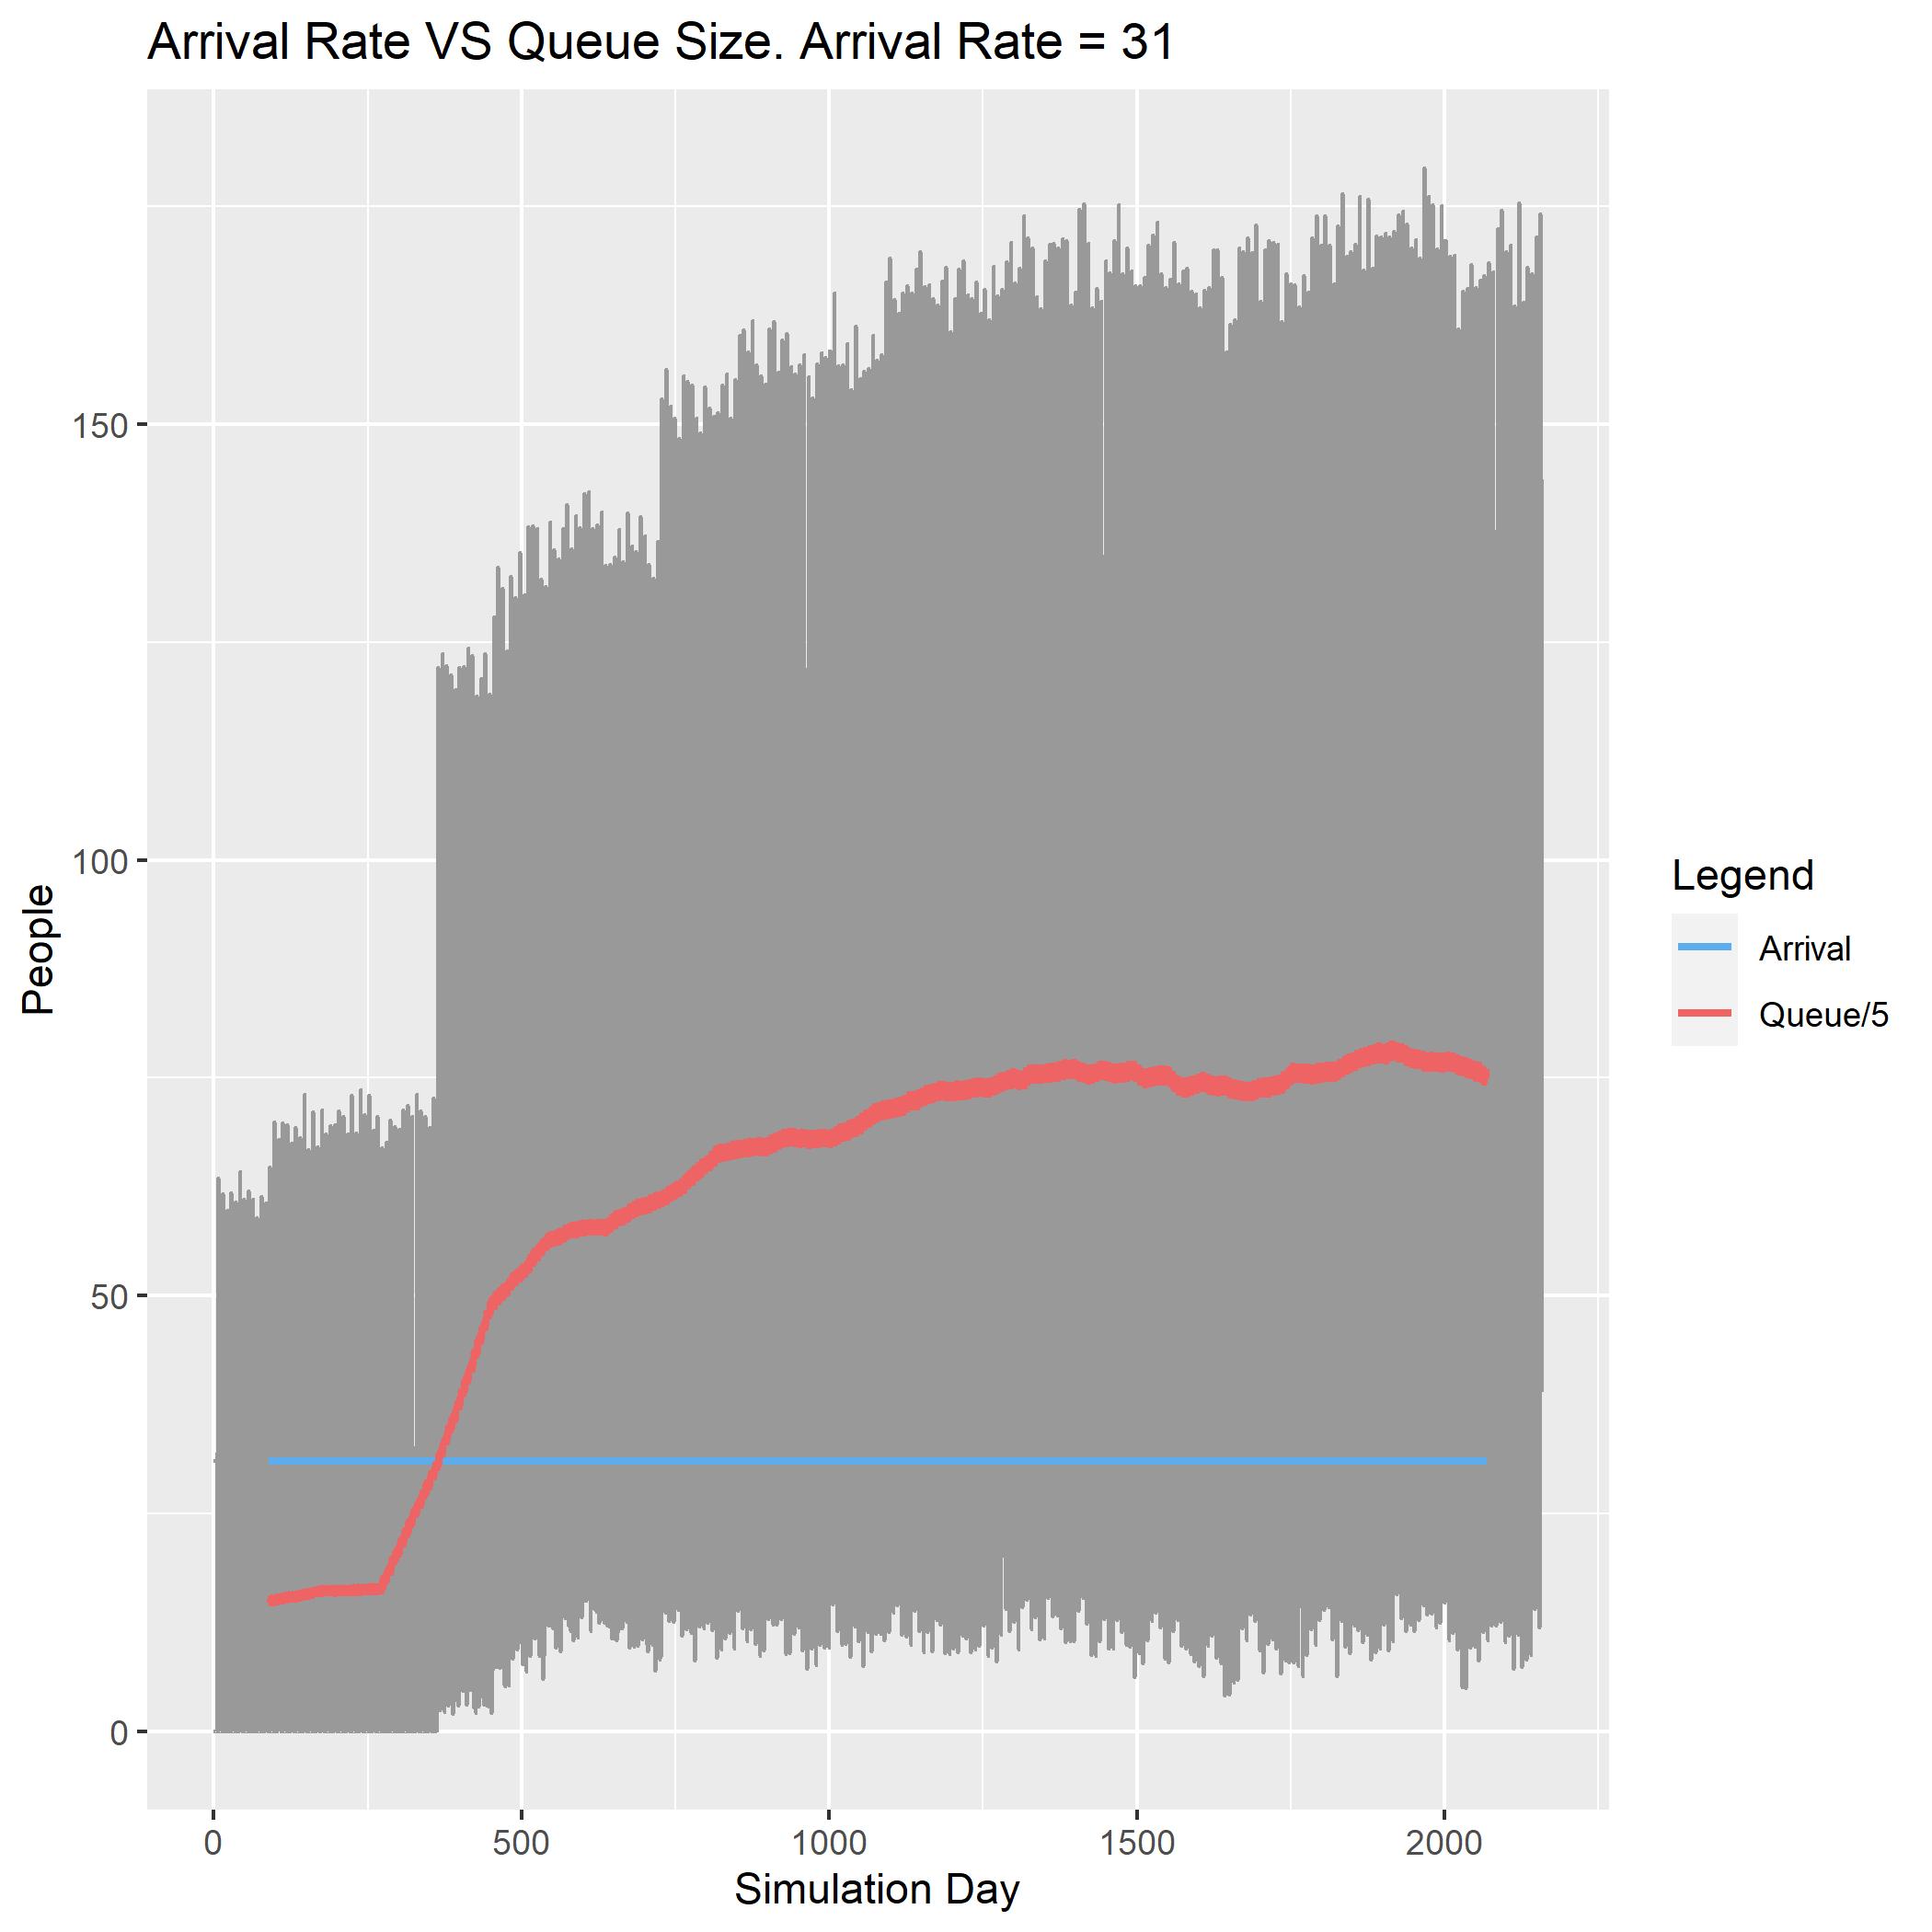 Arrival Rate VS Queue Size. Arrival Rate = 31
People
150
100
50
0
0 500 1000 1500 2000
Simulation Day
Legend
Arrival
Queue/5